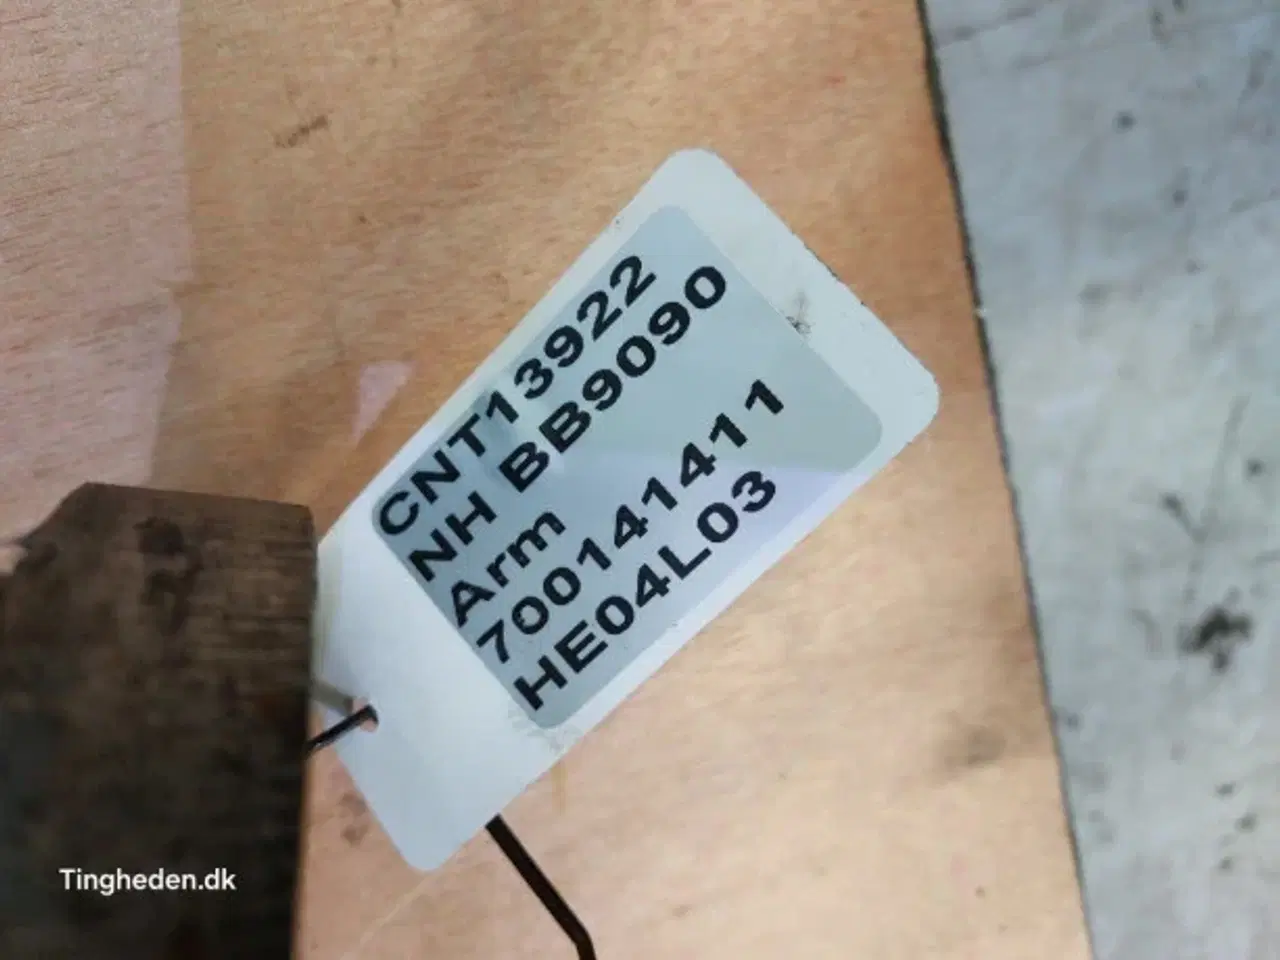 CNT13922
NH BB9090
Arm
700141411
HE04L03
Tingheden.dk